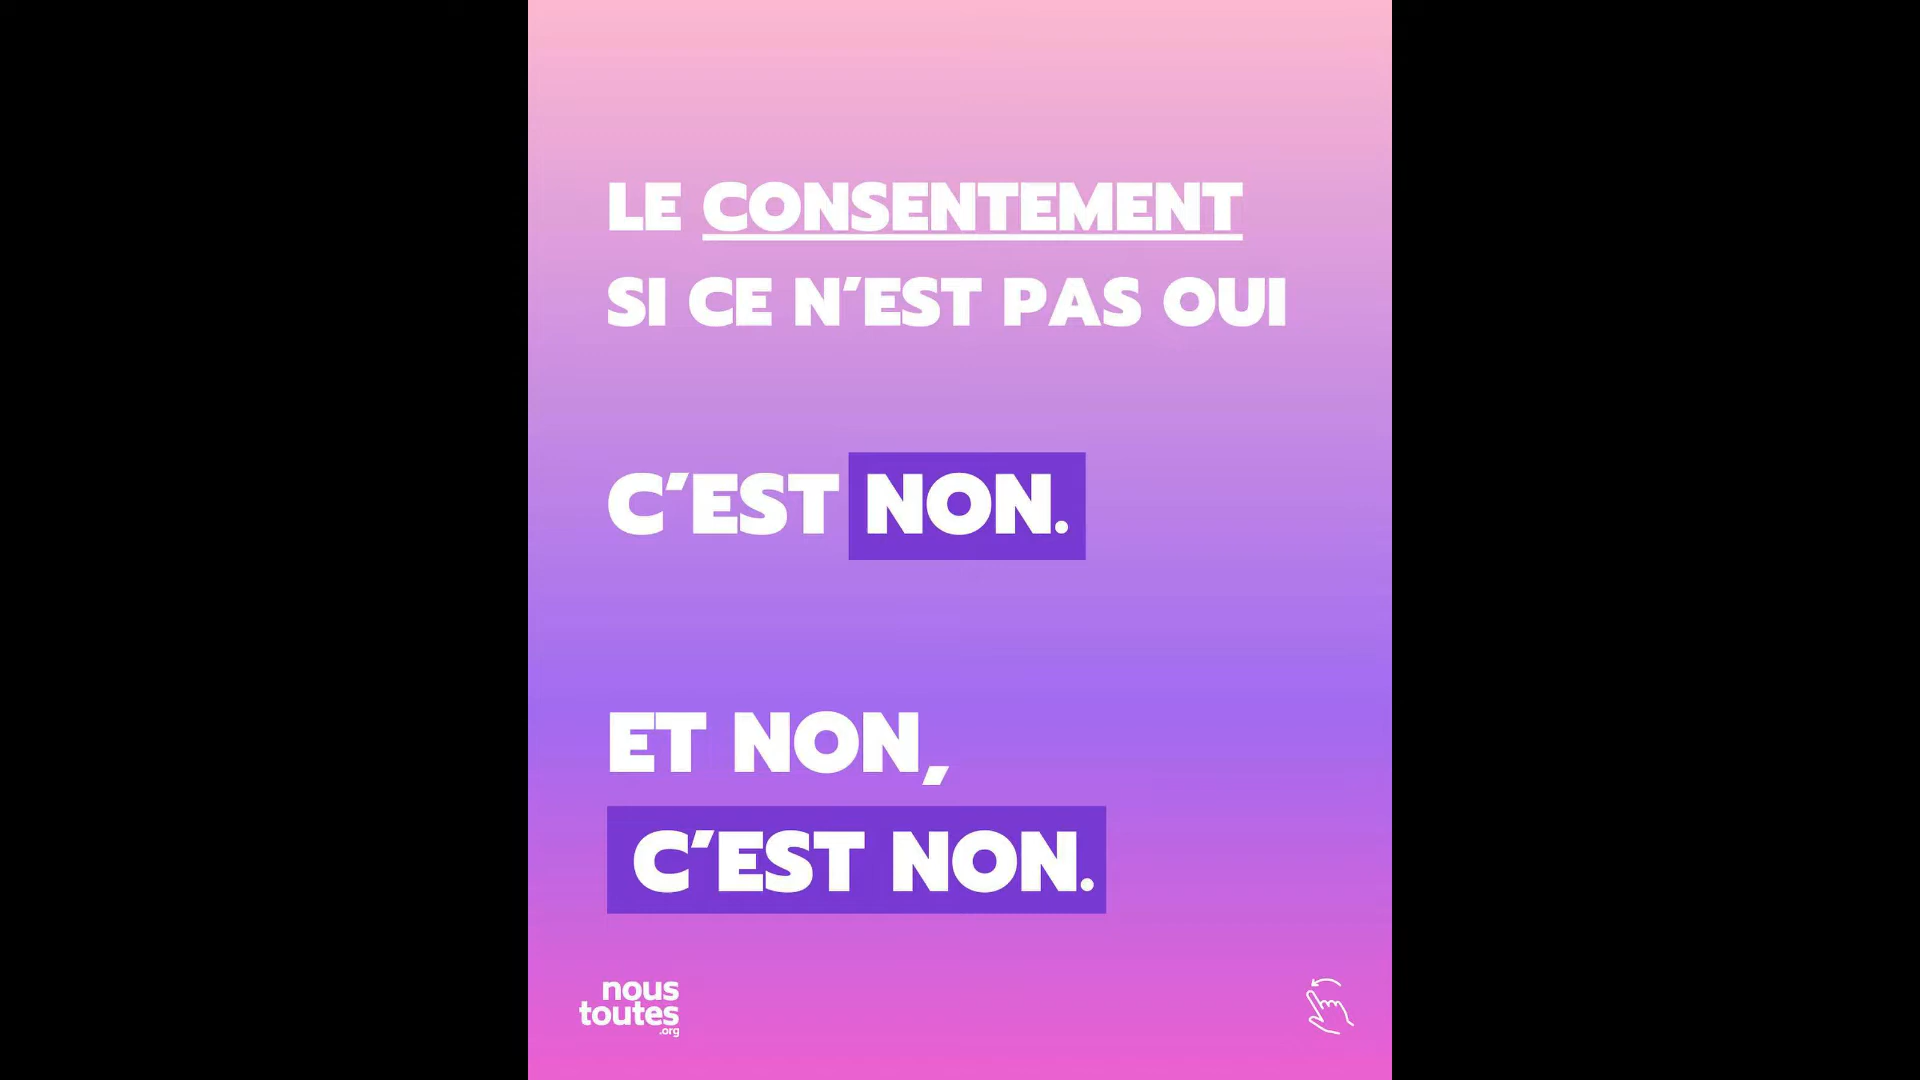 LE CONSENTEMENT
SI CE N'EST PAS OUI
C'EST NON.
ET NON,
C'EST NON.
nous
toutes
.org